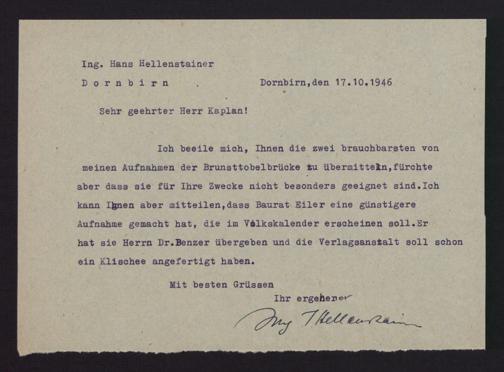 Ing. Hans Hellenstainer
Dornbirn Dornbirn,den 17.10.1946
Sehr geehrter Herr Kaplan!
Ich beeile mich, Ihnen die zwei brauchbarsten von
meinen Aufnahmen der Brunsttobelbrücke zu übermitteln,fürchte
aber dass sie für Ihre Zwecke nicht besonders geeignet sind.Ich
kann Ihnen aber mitteilen,dass Baurat Eiler eine günstigere
Aufnahme gemacht hat, die im Volkskalender erscheinen soll.Er
hat sie Herrn Dr.Benzer übergeben und die Verlagsanstalt soll schon
ein Klischee angefertigt haben.
Mit besten Grüssen
Ihr ergebener
Ing Hellenstainer